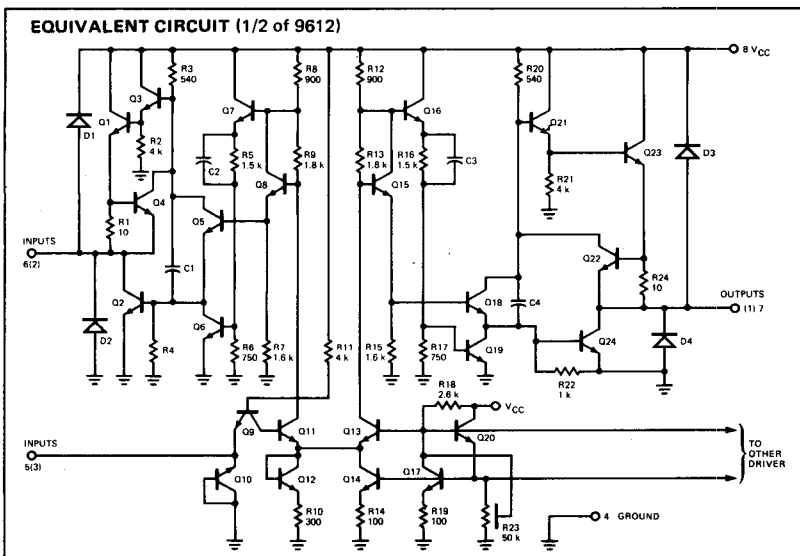 EQUIVALENT CIRCUIT (1/2 of 9612)
8 VCC
R3
540
R8
900
R12
900
R20
540
Q3
Q1
D1
R2
4 k
Q7
Q16
Q21
Q23
D3
C2
R5
1.5 k
R9
1.8 k
R13
1.8 k
R16
1.5 k
C3
Q8
Q15
R21
4 k
Q4
R1
10
Q5
Q22
R24
10
INPUTS
6(2)
C1
Q18
C4
OUTPUTS
(1) 7
Q2
Q6
Q19
Q24
D4
D2
R4
R6
750
R7
1.6 k
R11
4 k
R15
1.6 k
R17
750
R22
1 k
R18
2.6 k
VCC
Q9
Q11
Q13
Q20
INPUTS
5(3)
TO
OTHER
DRIVER
Q10
Q12
Q14
Q17
R10
300
R14
100
R19
100
R23
50 k
4 GROUND